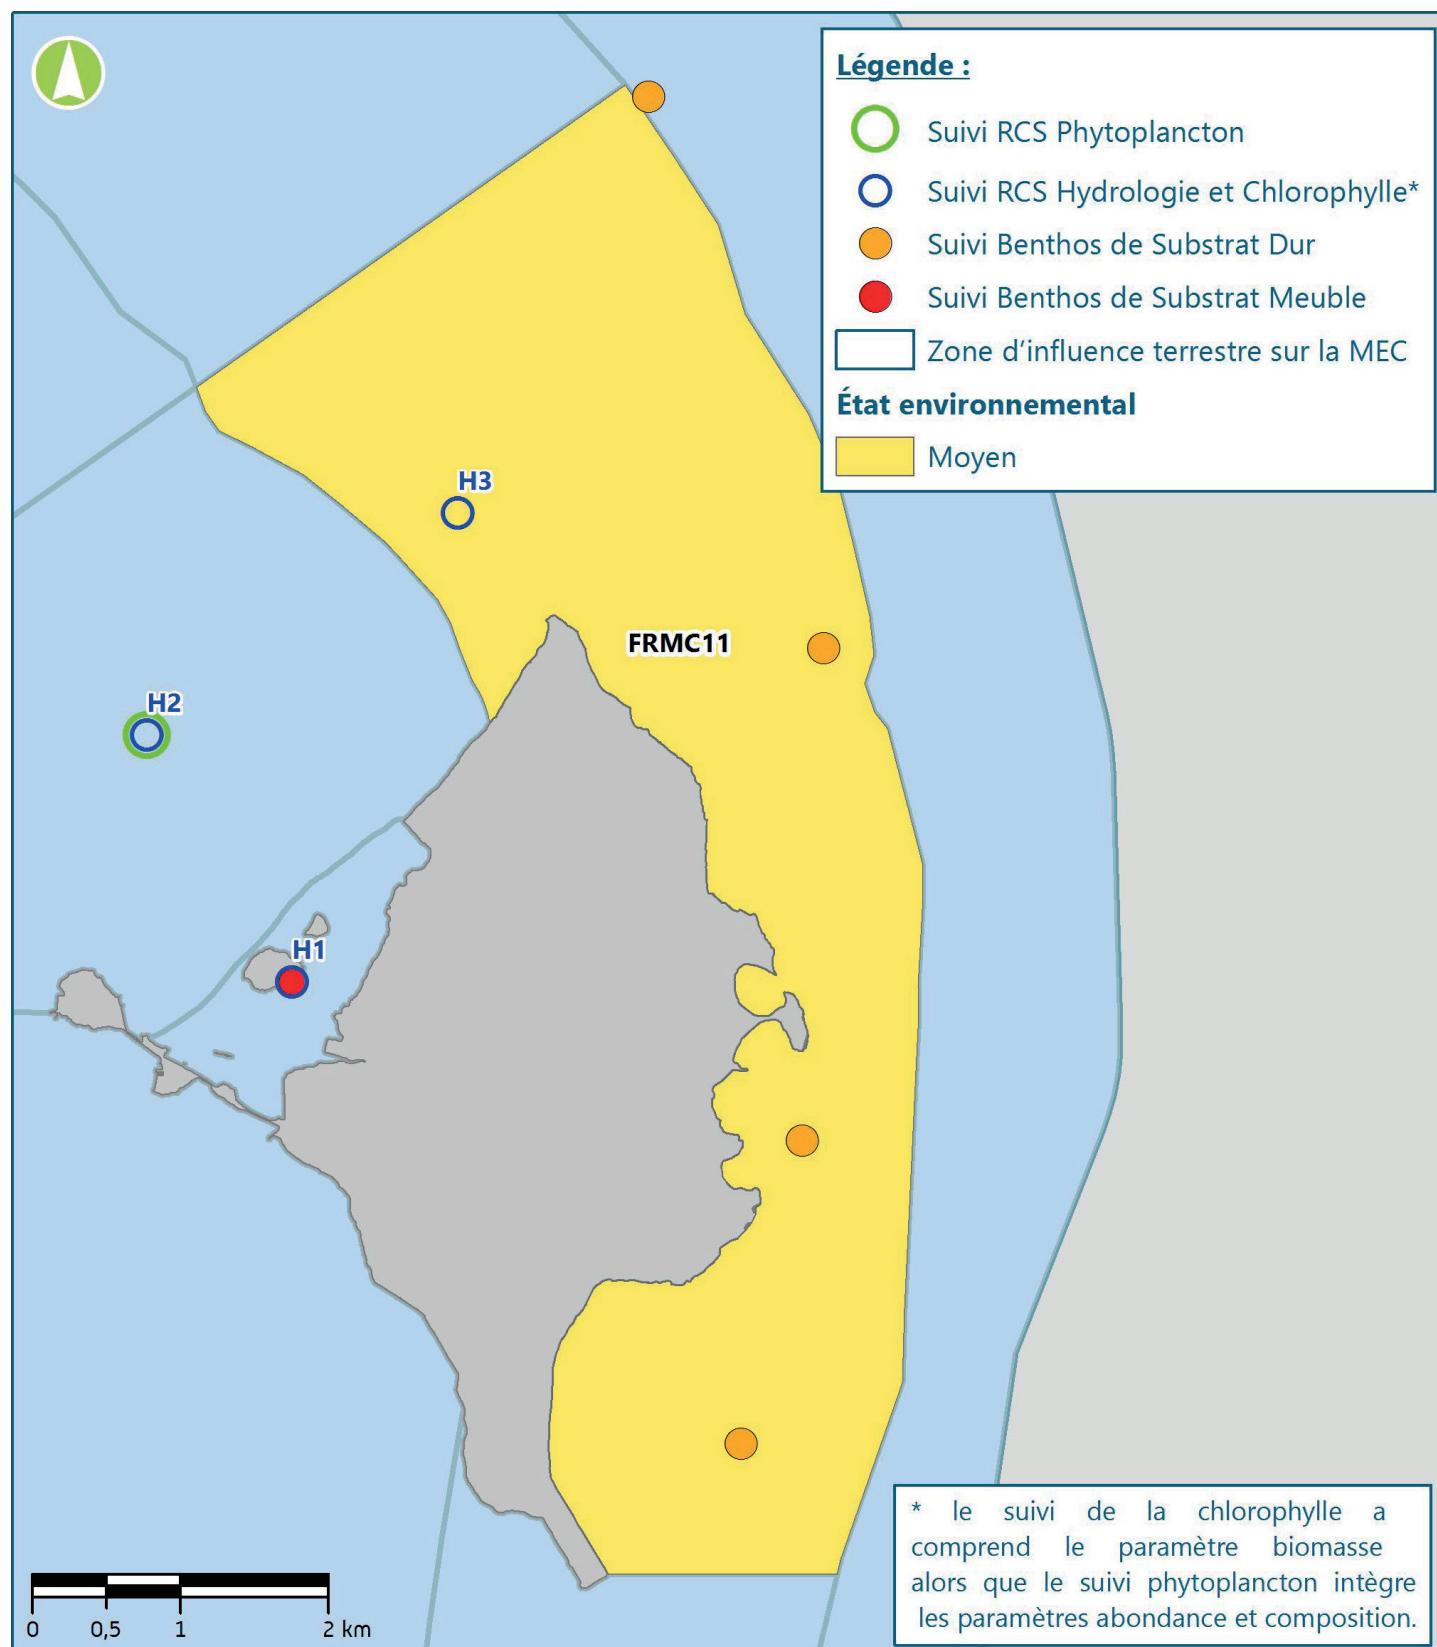 Légende :
Suivi RCS Phytoplancton
Suivi RCS Hydrologie et Chlorophylle*
Suivi Benthos de Substrat Dur
Suivi Benthos de Substrat Meuble
Zone d'influence terrestre sur la MEC
État environnemental
Moyen
H3
FRMC11
H2
H1
* le suivi de la chlorophylle a
comprend le paramètre biomasse
alors que le suivi phytoplancton intègre
les paramètres abondance et composition.
0 0,5 1 2 km